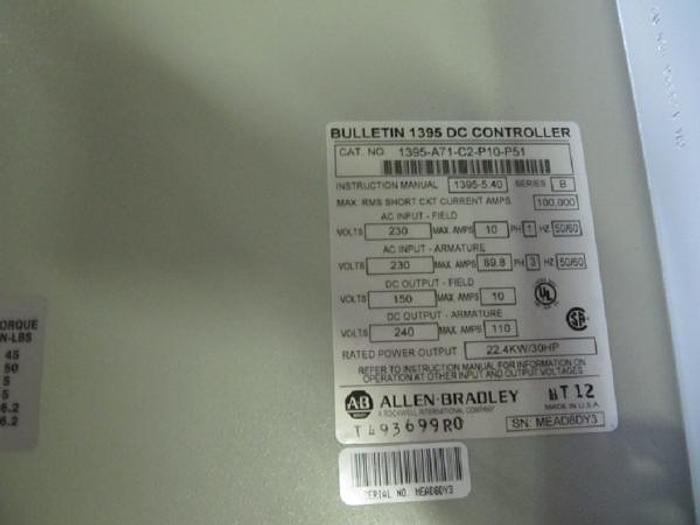 BULLETIN 1395 DC CONTROLLER
CAT. NO. 1395-A71-C2-P10-P51
INSTRUCTION MANUAL 1395-5.40 SERIES B
MAX. RMS SHORT CKT CURRENT AMPS 100,000
AC INPUT - FIELD
VOLTS 230 MAX. AMPS 10 PH 1 HZ 50/60
AC INPUT - ARMATURE
VOLTS 230 MAX. AMPS 89.8 PH 3 HZ 50/60
DC OUTPUT - FIELD
VOLTS 150 MAX. AMPS 10
DC OUTPUT - ARMATURE
VOLTS 240 MAX. AMPS 110
UL
RATED POWER OUTPUT 22.4KW/30HP
REFER TO INSTRUCTION MANUAL FOR INFORMATION ON
OPERATION AT OTHER INPUT AND OUTPUT VOLTAGES
AB ALLEN-BRADLEY
A ROCKWELL INTERNATIONAL COMPANY
T 12
MADE IN U.S.A.
SN: MEAD8DY3
SERIAL NO. MEAD8DY3
ORQUE
N-LBS
45
50
5
5
6.2
6.2